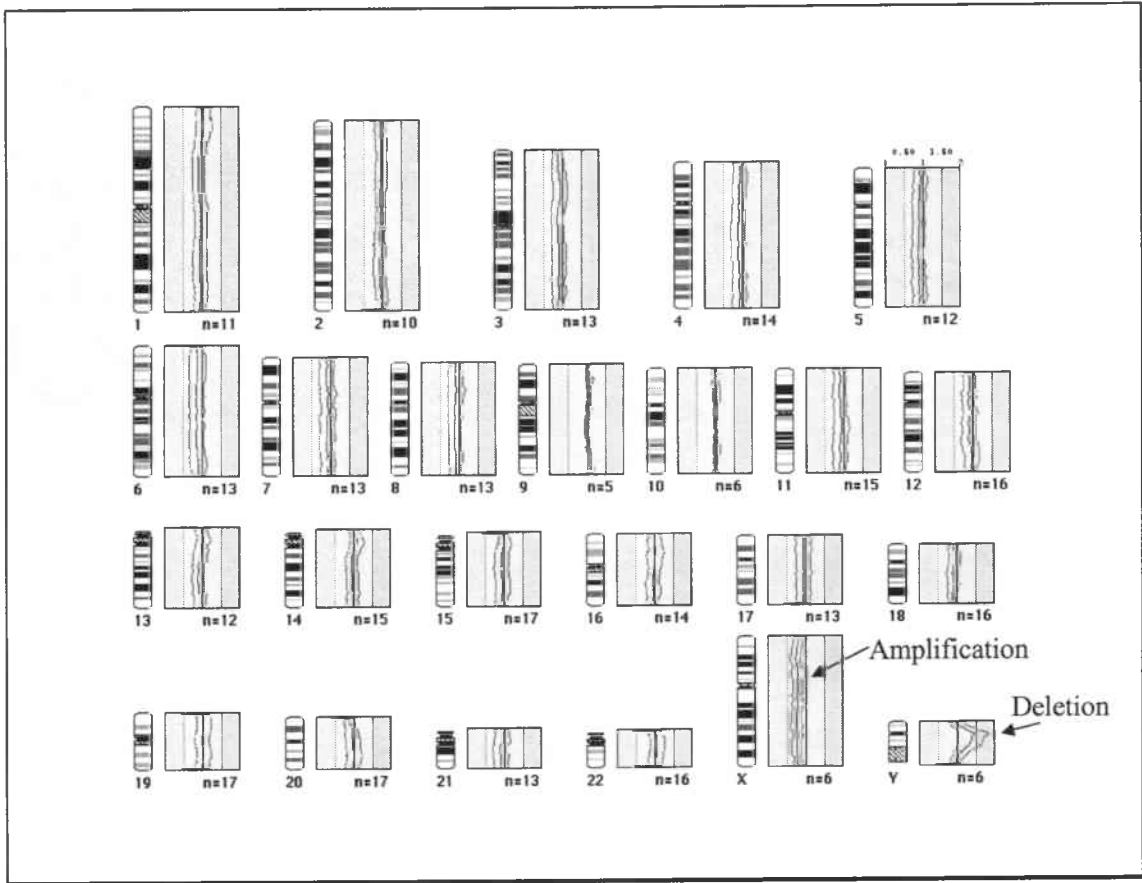 0.50 1.50
1 n=11
2 n=10
3 n=13
4 n=14
5 n=12
6 n=13
7 n=13
8 n=13
9 n=5
10 n=6
11 n=15
12 n=16
13 n=12
14 n=15
15 n=17
16 n=14
17 n=13
18 n=16
Amplification
Deletion
19 n=17
20 n=17
21 n=13
22 n=16
X n=6
Y n=6